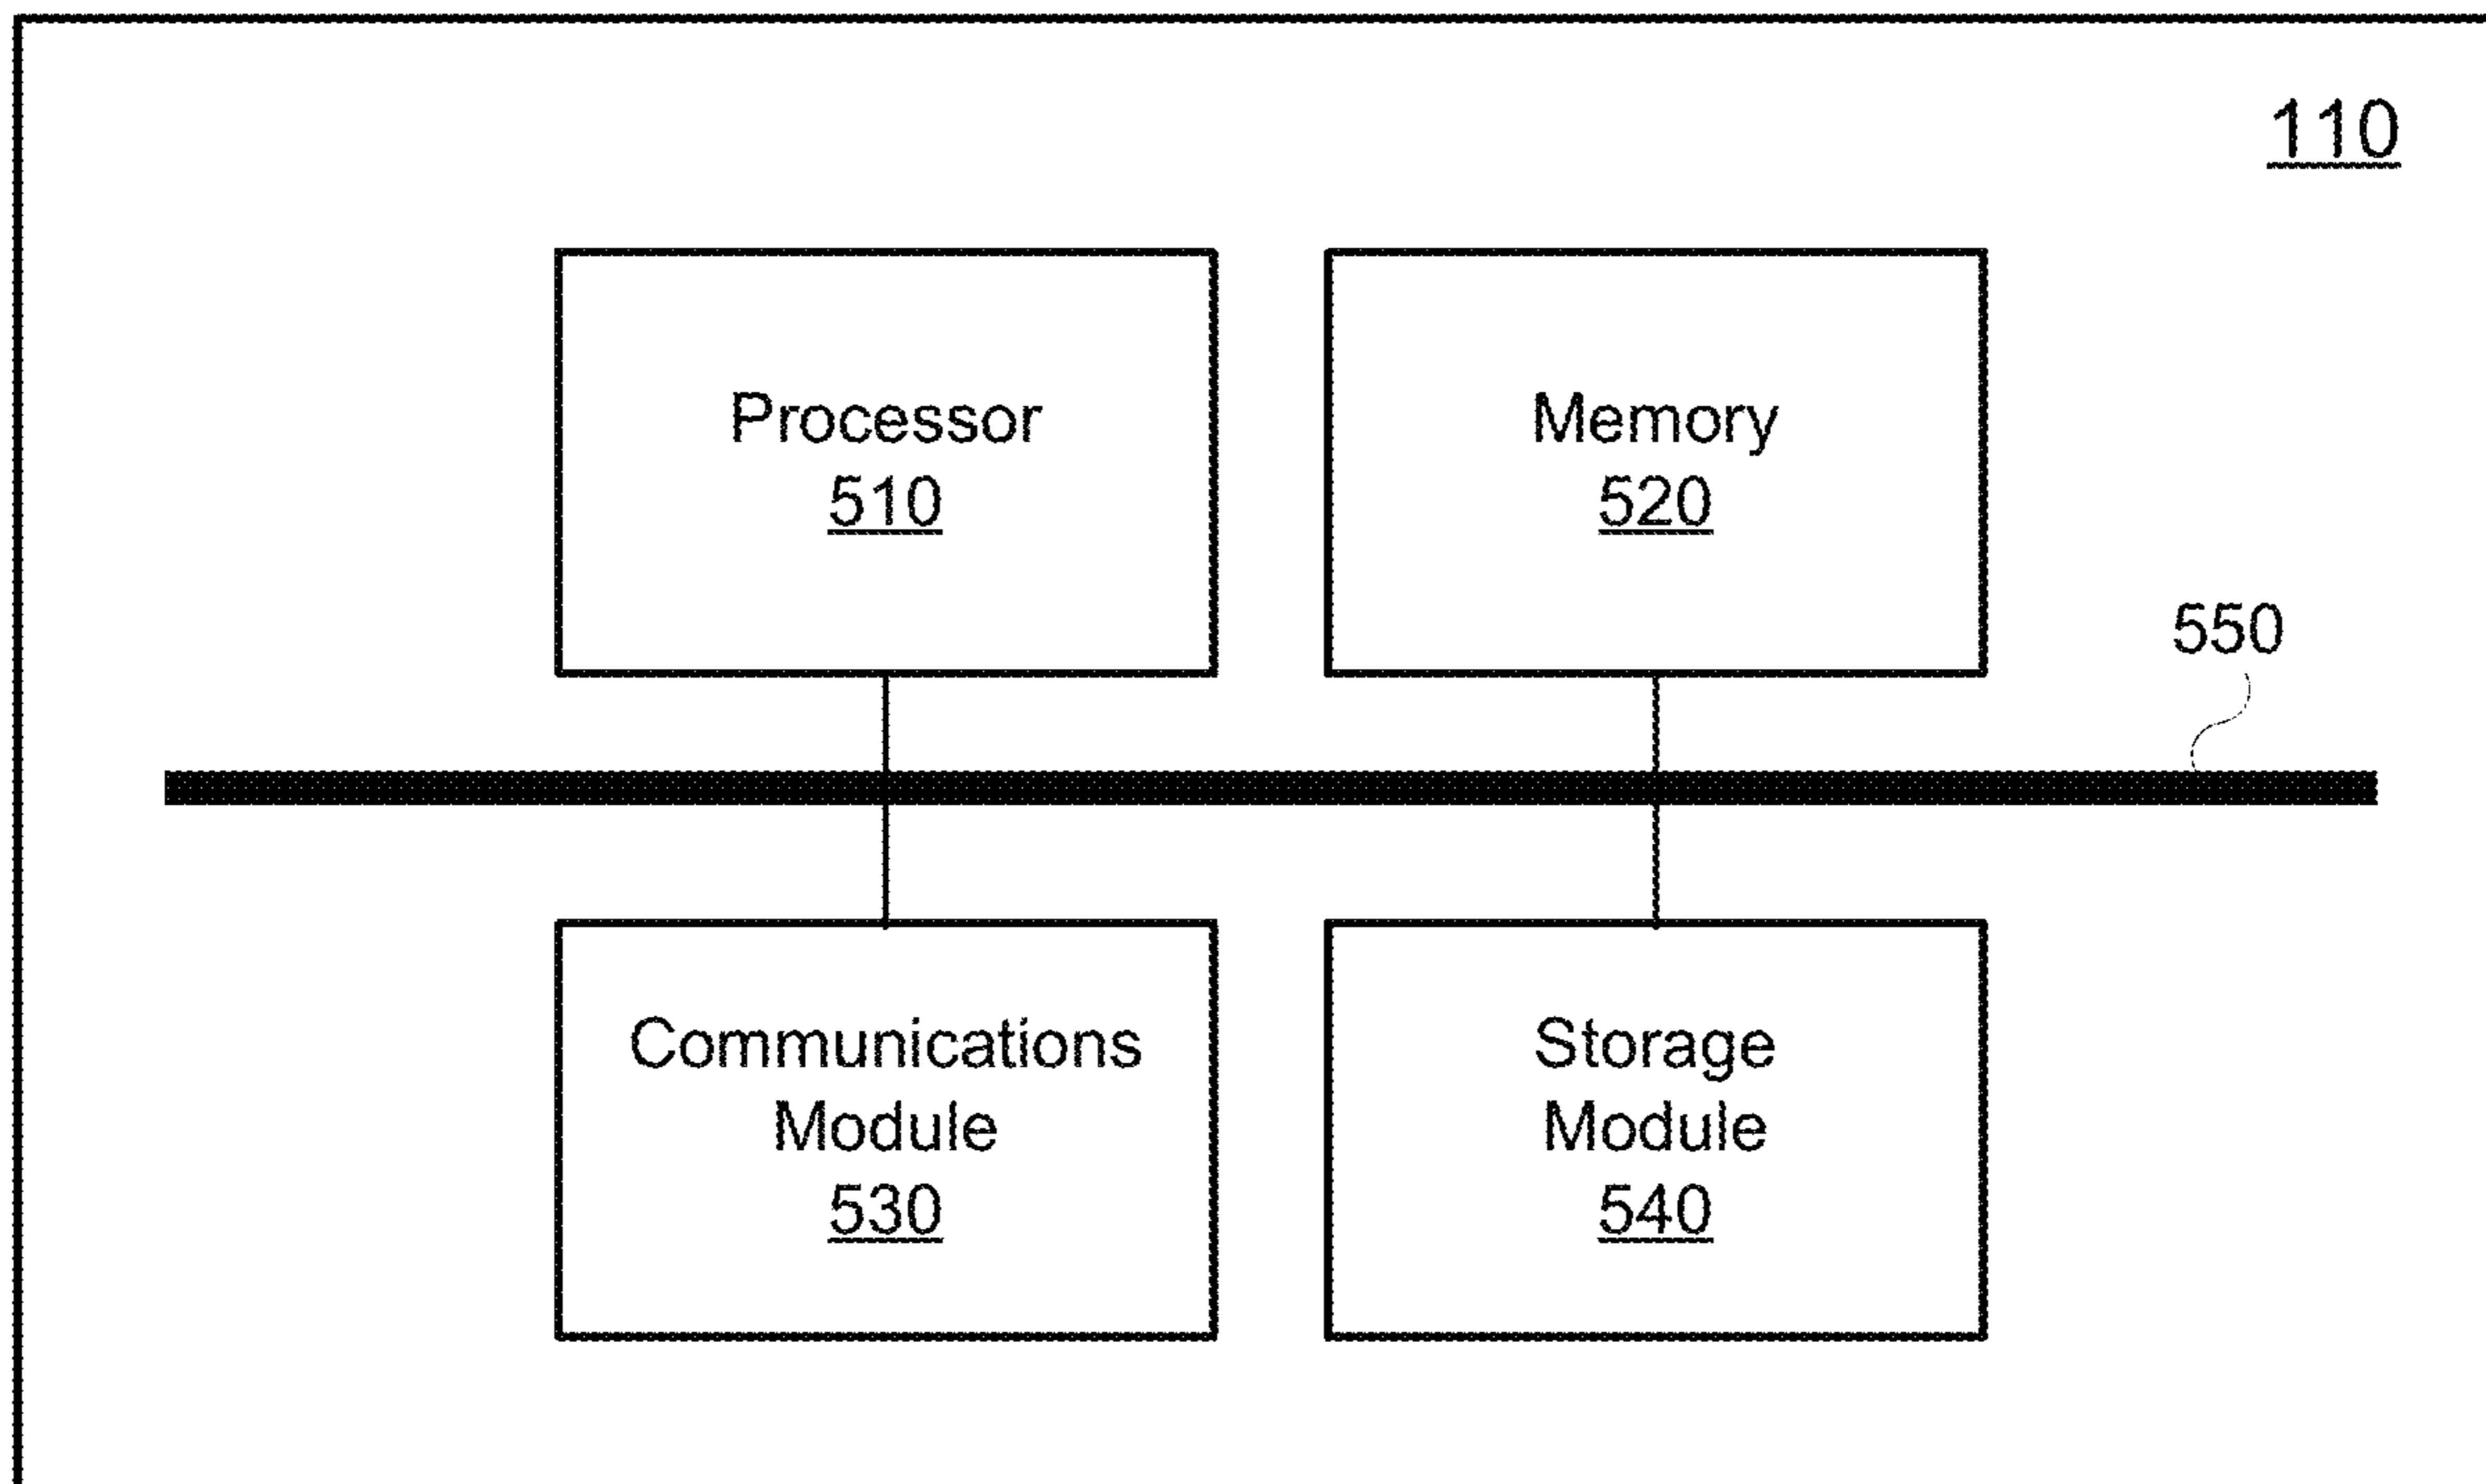 110
Processor
510
Memory
520
550
Communications
Module
530
Storage
Module
540